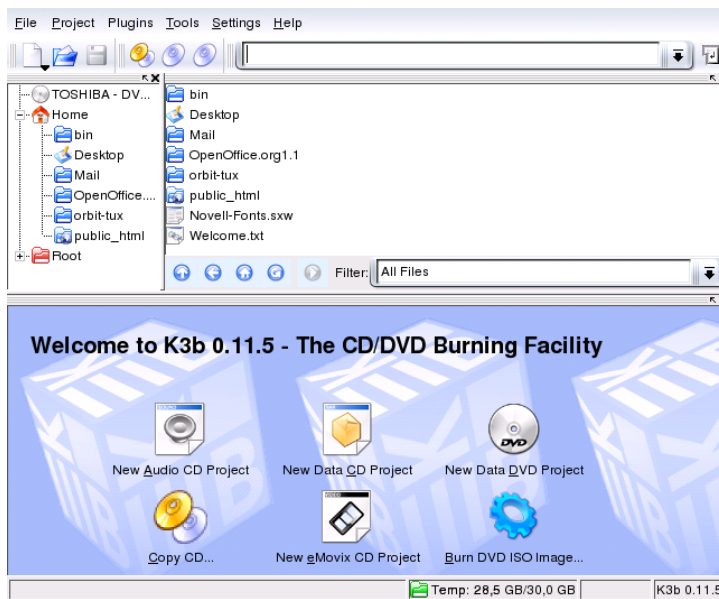 File Project Plugins Tools Settings Help
TOSHIBA - DV...
Home
bin
Desktop
Mail
OpenOffice....
orbit-tux
public_html
Root
bin
Desktop
Mail
OpenOffice.org1.1
orbit-tux
public_html
Novell-Fonts.sxw
Welcome.txt
Filter: All Files
Welcome to K3b 0.11.5 - The CD/DVD Burning Facility
New Audio CD Project New Data CD Project New Data DVD Project
Copy CD... New eMovix CD Project Burn DVD ISO Image...
Temp: 28,5 GB/30,0 GB K3b 0.11.5